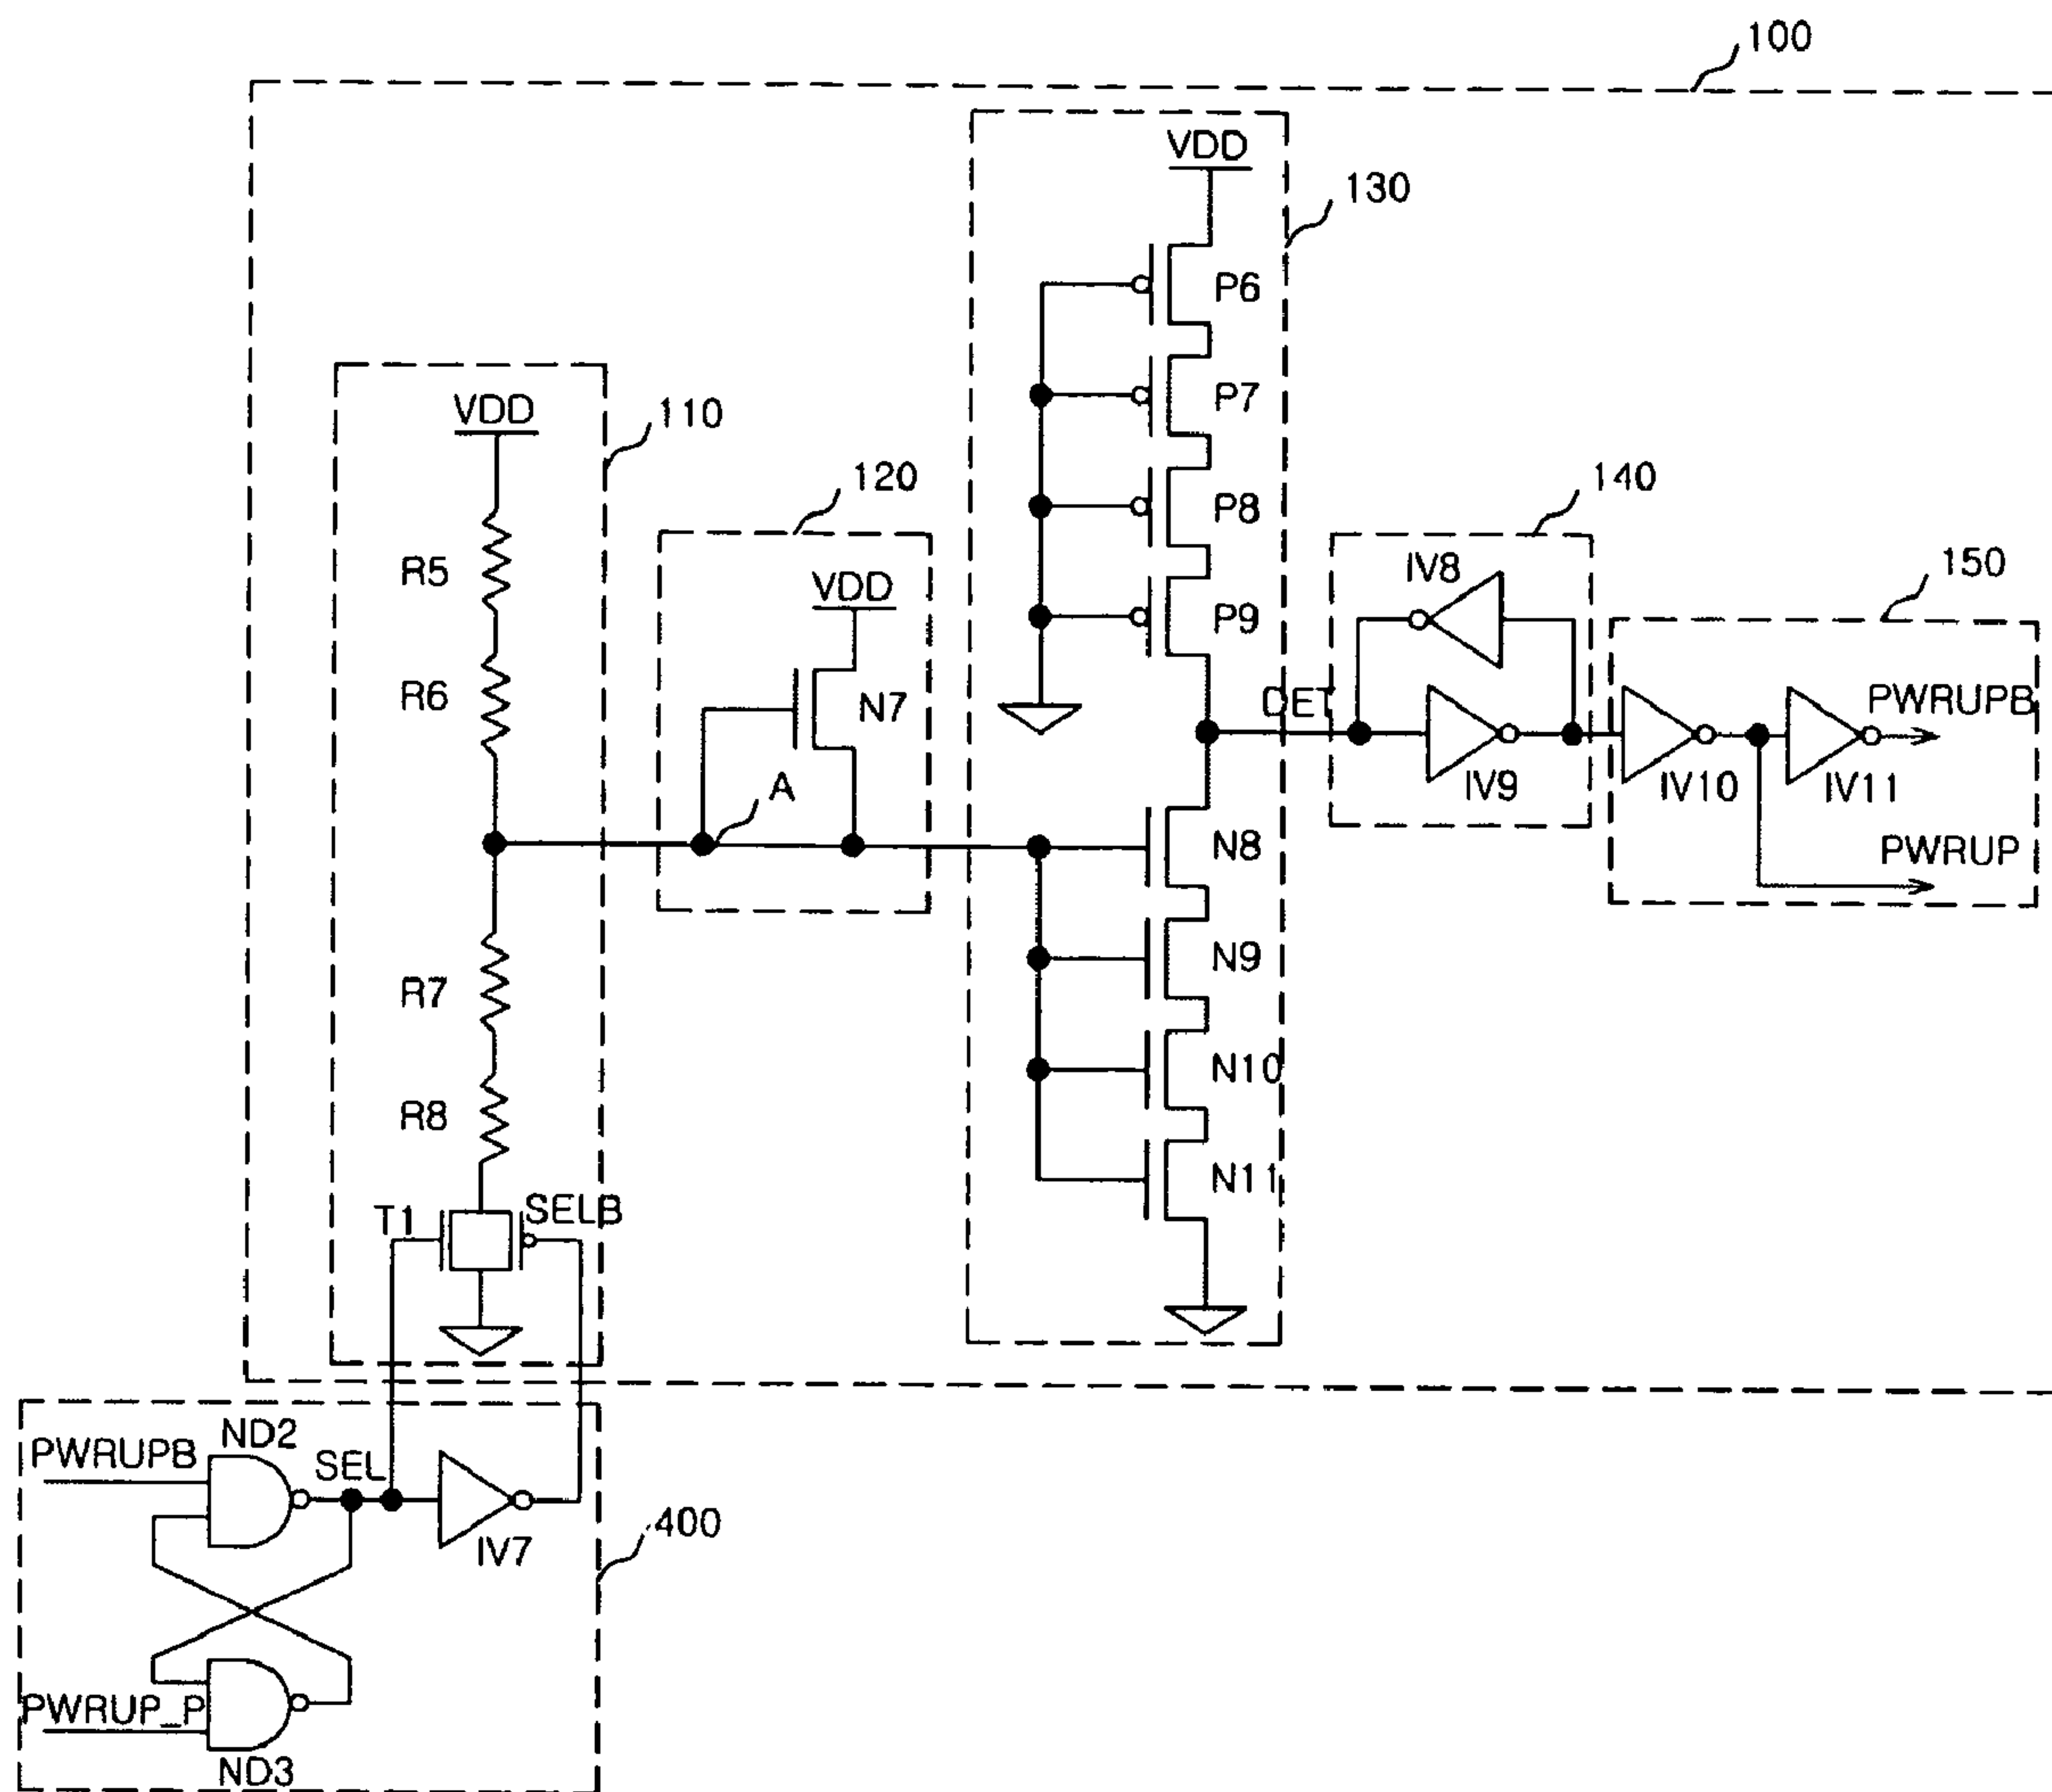 100
VDD
130
P6
P7
VDD
110
120
140
P8
150
R5
VDD
IV8
P9
R6
N7
DET
PWRUPB
A
IV9
IV10
IV11
N8
PWRUP
N9
R7
N10
R8
N11
T1
SELB
ND2
PWRUPB
SEL
400
IV7
PWRUP_P
ND3